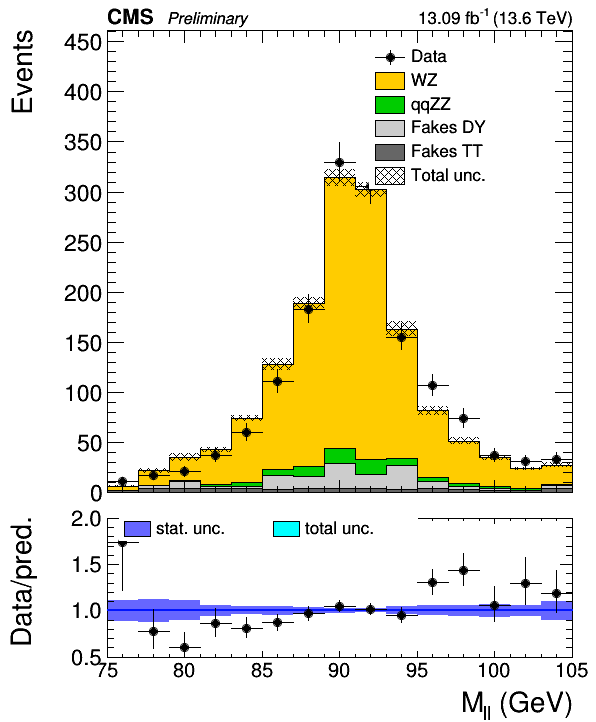 CMS Preliminary 13.09 fb⁻¹ (13.6 TeV)
Events
450
400
350
300
250
200
150
100
50
0
Data
WZ
qqZZ
Fakes DY
Fakes TT
Total unc.
Data/pred.
2.0
1.5
1.0
0.5
stat. unc. total unc.
75 80 85 90 95 100 105
M_ll (GeV)